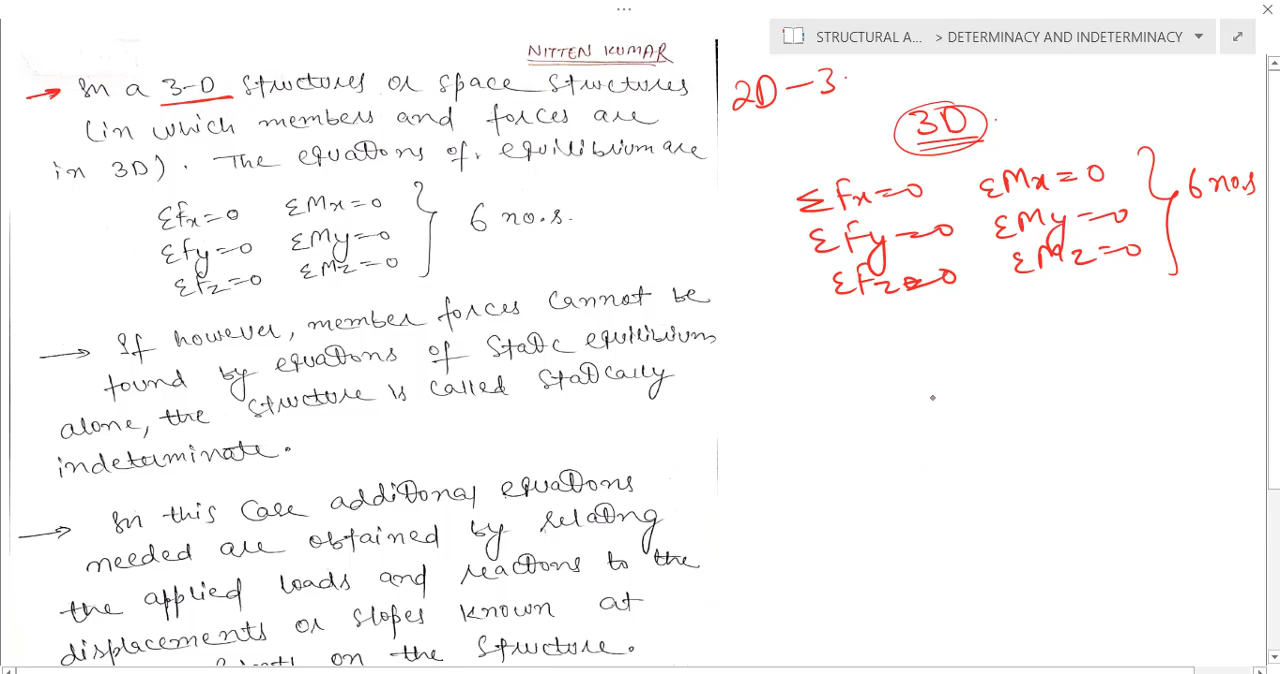 ...
STRUCTURAL A... > DETERMINACY AND INDETERMINACY
NITTEN KUMAR
→ In a 3-D structures or space structures
(in which members and forces are
in 3D). The equations of equilibrium are
Σfx=0 ΣMx=0
Σfy=0 ΣMy=0
Σfz=0 ΣMz=0
} 6 no.s.
→ If however, member forces cannot be
found by equations of static equilibrium
alone, the structure is called statically
indeterminate.
→ In this case additional equations
needed are obtained by relating
the applied loads and reactions to the
displacements or slopes known at
on the structure.
2D - 3
3D
ΣFx=0 ΣMx=0
ΣFy=0 ΣMy=0
ΣFz=0 ΣMz=0
} 6 no.s